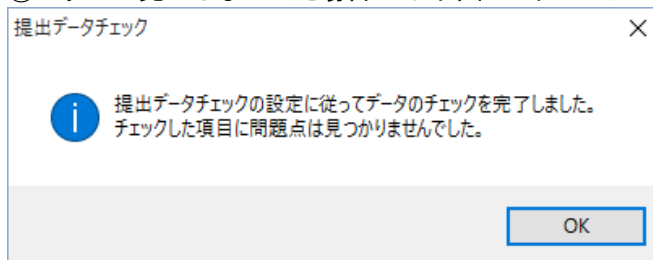 提出データチェック
提出データチェックの設定に従ってデータのチェックを完了しました。
チェックした項目に問題点は見つかりませんでした。
OK